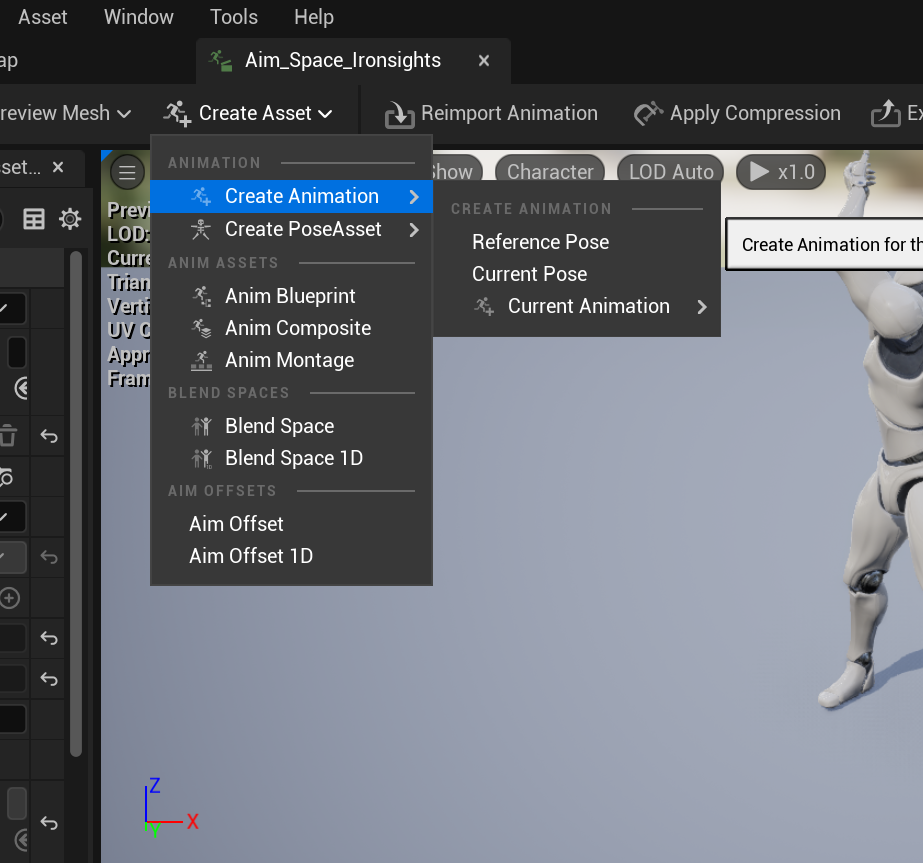 Asset Window Tools Help
ap
Aim_Space_Ironsights
review Mesh
Create Asset
Reimport Animation
Apply Compression
Ex
set...
ANIMATION
Create Animation
Create PoseAsset
ANIM ASSETS
Anim Blueprint
Anim Composite
Anim Montage
BLEND SPACES
Blend Space
Blend Space 1D
AIM OFFSETS
Aim Offset
Aim Offset 1D
Show
Character
LOD Auto
x1.0
CREATE ANIMATION
Reference Pose
Current Pose
Current Animation
Create Animation for th
Previ
LOD:
Curre
Trian
Verti
UV C
Appr
Fram
Z
X
Y